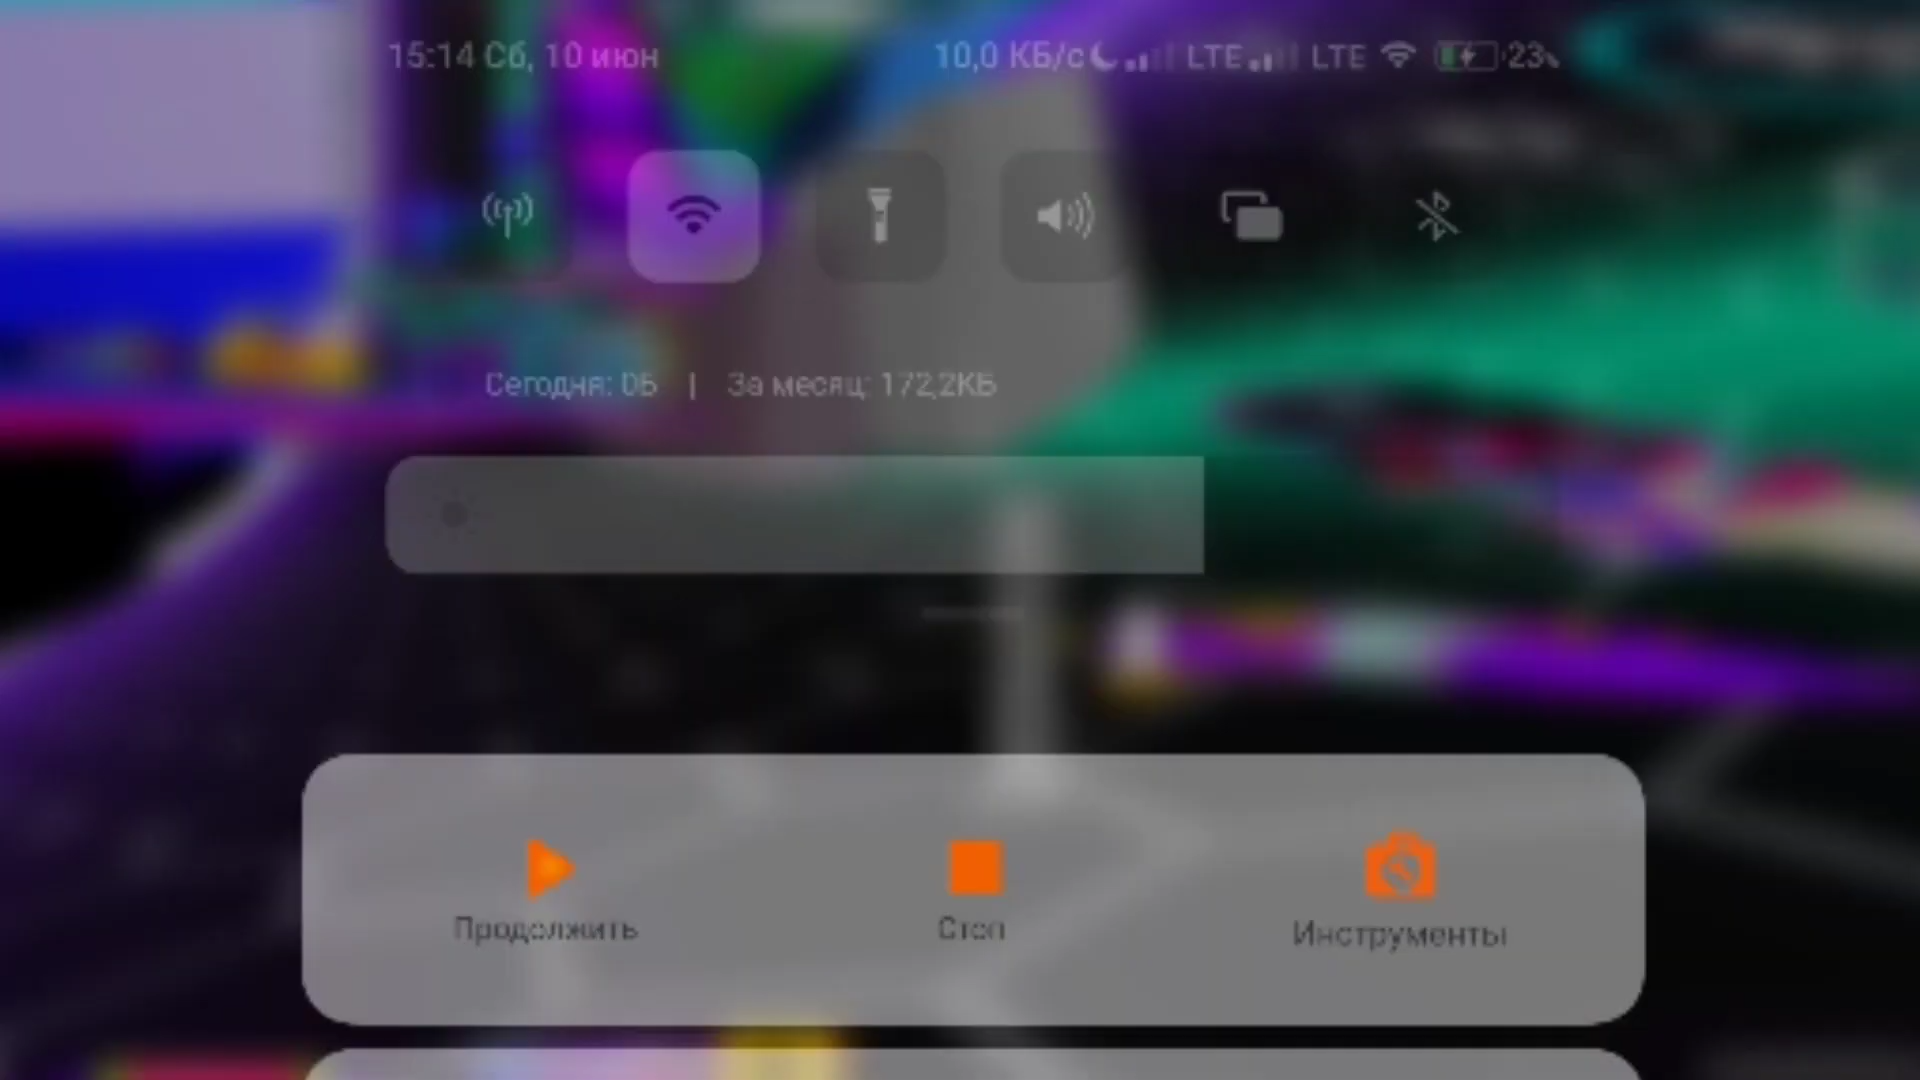 15:14 Сб, 10 июн
10,0 КБ/с LTE LTE 23%
Сегодня: 0Б | За месяц: 172,2КБ
Продолжить
Стоп
Инструменты